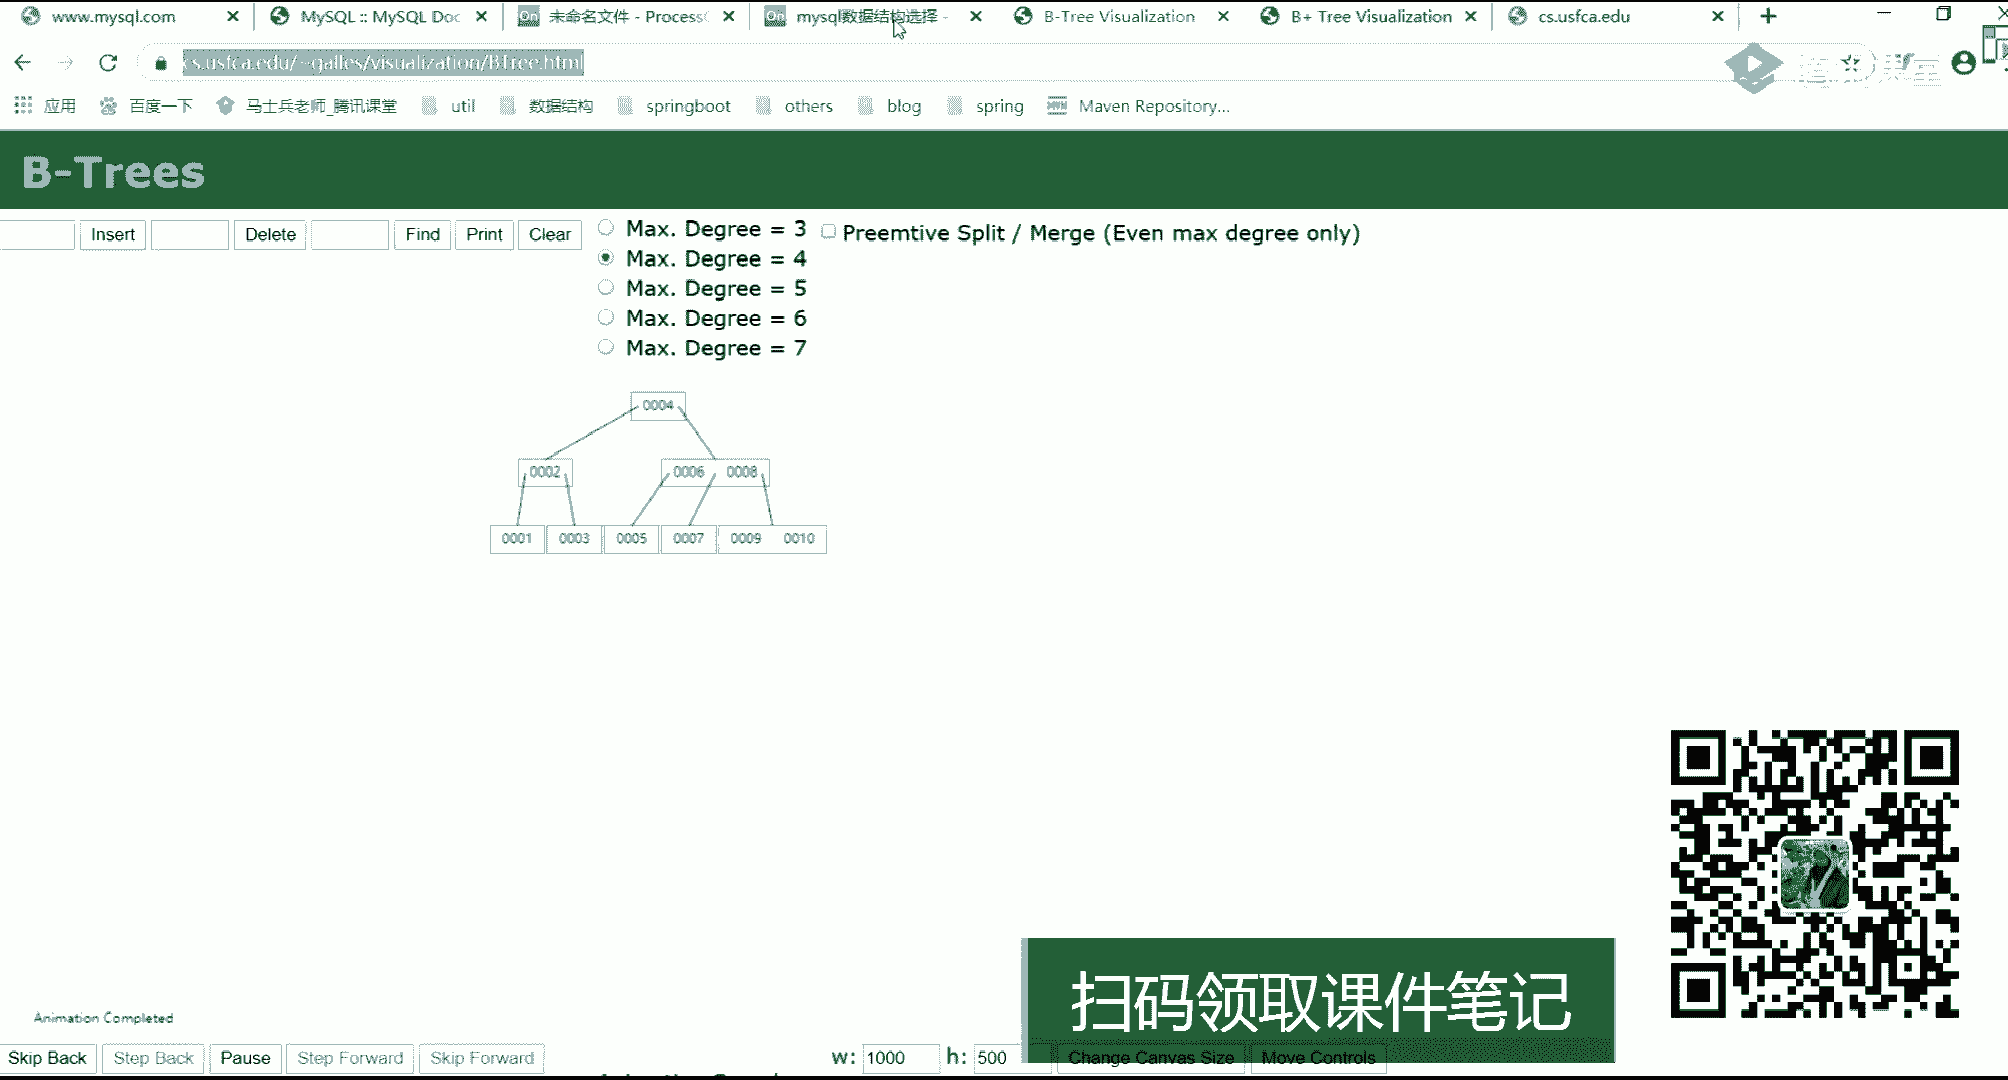 www.mysql.com
MySQL :: MySQL Doc
未命名文件 - Process
mysql数据结构选择 -
B-Tree Visualization
B+ Tree Visualization
cs.usfca.edu
cs.usfca.edu/~galles/visualization/BTree.html
应用
百度一下
马士兵老师_腾讯课堂
util
数据结构
springboot
others
blog
spring
Maven Repository...
B-Trees
Insert
Delete
Find
Print
Clear
Max. Degree = 3
Max. Degree = 4
Max. Degree = 5
Max. Degree = 6
Max. Degree = 7
Preemtive Split / Merge (Even max degree only)
0004
0002
0006 0008
0001
0003
0005
0007
0009 0010
扫码领取课件笔记
Animation Completed
Skip Back
Step Back
Pause
Step Forward
Skip Forward
w: 1000
h: 500
Change Canvas Size
Move Controls